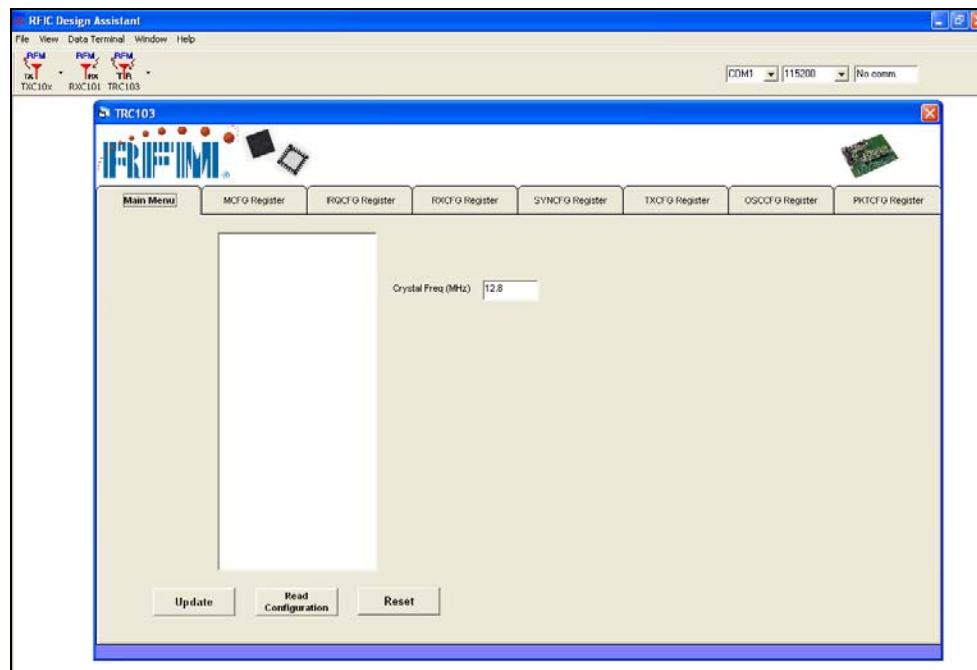 RFIC Design Assistant
File View Data Terminal Window Help
RFM RFM RFM
TX RX T R
TXC10x RXC101 TRC103
COM1 115200 No comm.
TRC103
RFM
Main Menu MCFG Register IRQCFG Register RXCFG Register SYNCFG Register TXCFG Register OSCCFG Register PKTCFG Register
Crystal Freq (MHz) 12.8
Update Read Configuration Reset